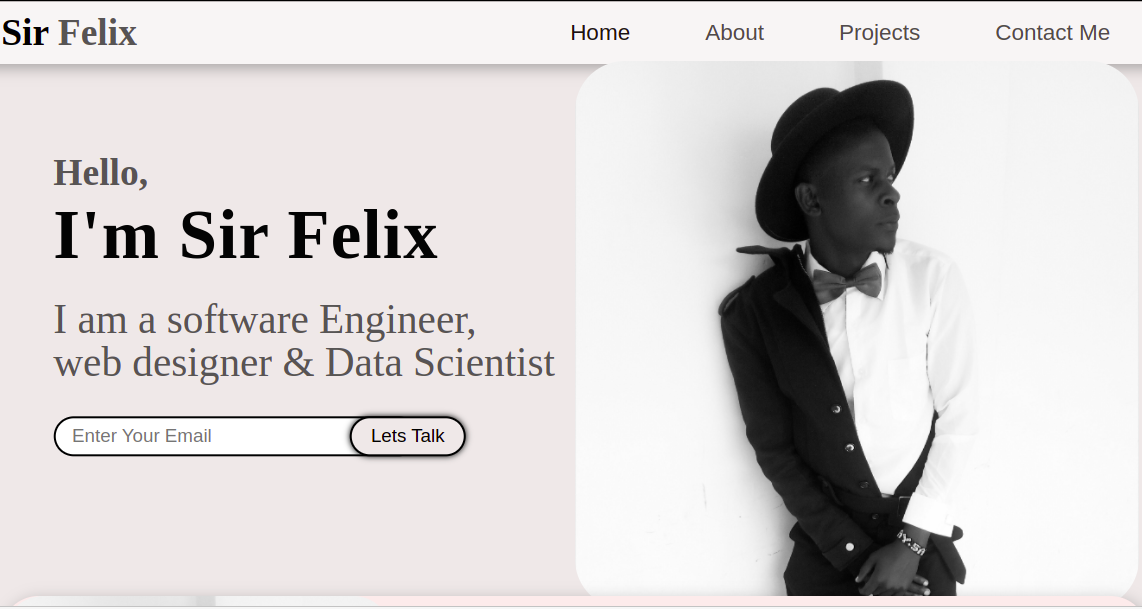 Sir Felix
Home About Projects Contact Me
Hello,
I'm Sir Felix
I am a software Engineer,
web designer & Data Scientist
Enter Your Email Lets Talk